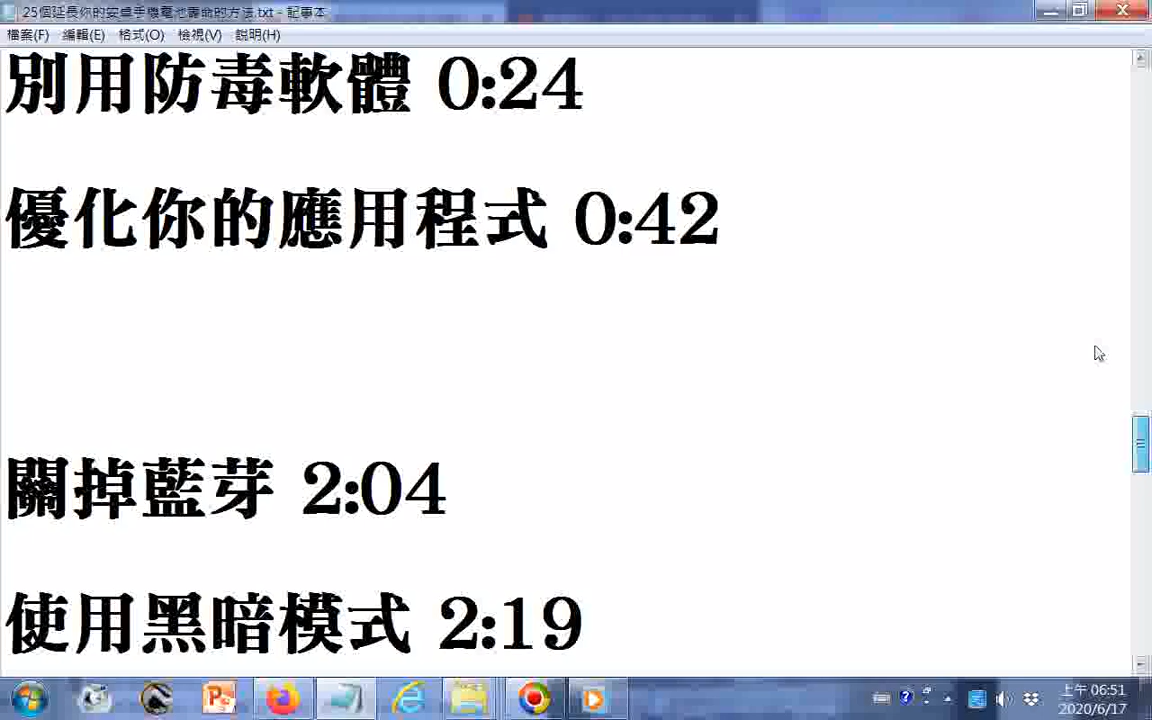 25個延長你的安卓手機電池壽命的方法.txt - 記事本
檔案(F) 編輯(E) 格式(O) 檢視(V) 說明(H)
別用防毒軟體 0:24
優化你的應用程式 0:42
關掉藍芽 2:04
使用黑暗模式 2:19
上午 06:51
2020/6/17